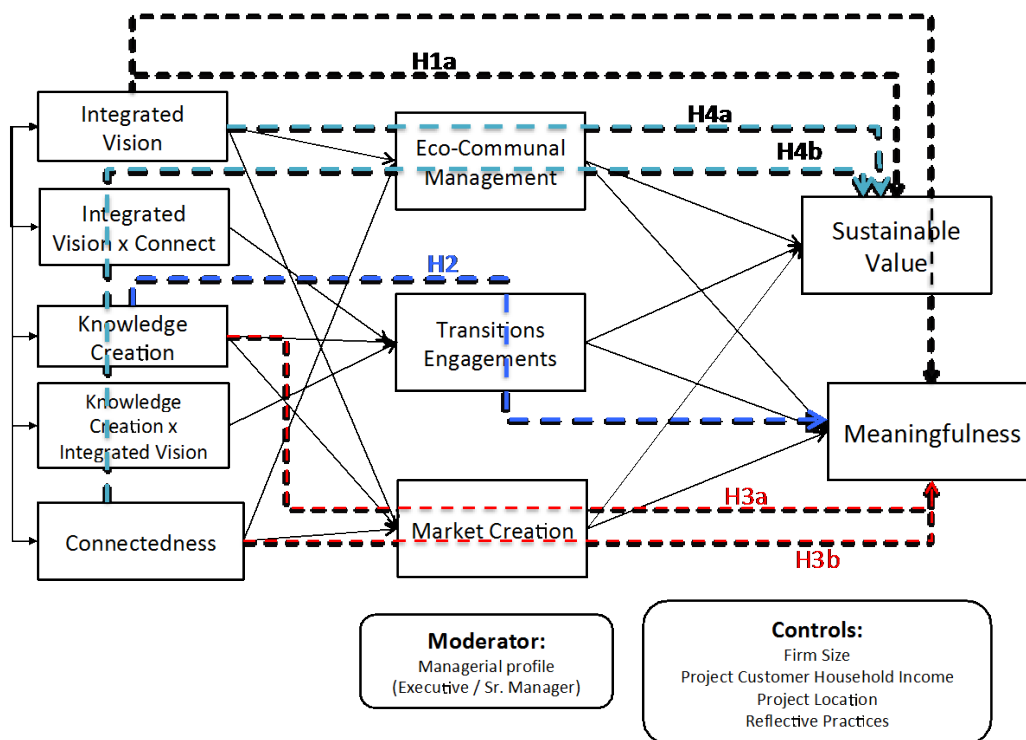 H1a
Integrated
Vision
H4a
Eco-Communal
Management
H4b
Integrated
Vision x Connect
Sustainable
Value
H2
Knowledge
Creation
Transitions
Engagements
Knowledge
Creation x
Integrated Vision
Meaningfulness
H3a
Connectedness
Market Creation
H3b
Moderator:
Managerial profile
(Executive / Sr. Manager)
Controls:
Firm Size
Project Customer Household Income
Project Location
Reflective Practices